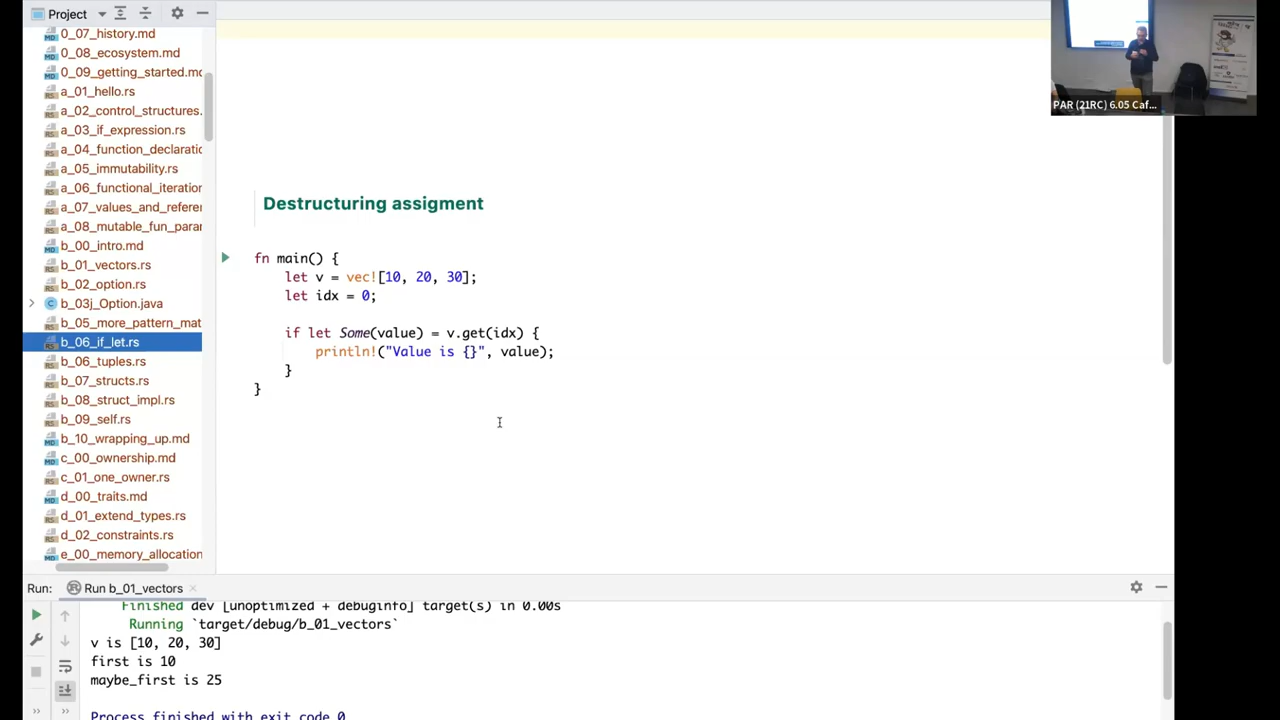 Project
0_07_history.md
0_08_ecosystem.md
0_09_getting_started.mc
a_01_hello.rs
a_02_control_structures.
a_03_if_expression.rs
a_04_function_declaratic
a_05_immutability.rs
a_06_functional_iteration
a_07_values_and_referer
a_08_mutable_fun_parar
b_00_intro.md
b_01_vectors.rs
b_02_option.rs
b_03j_Option.java
b_05_more_pattern_mat
b_06_if_let.rs
b_06_tuples.rs
b_07_structs.rs
b_08_struct_impl.rs
b_09_self.rs
b_10_wrapping_up.md
c_00_ownership.md
c_01_one_owner.rs
d_00_traits.md
d_01_extend_types.rs
d_02_constraints.rs
e_00_memory_allocation
Destructuring assigment
fn main() {
    let v = vec![10, 20, 30];
    let idx = 0;
    if let Some(value) = v.get(idx) {
        println!("Value is {}", value);
    }
}
PAR (21RC) 6.05 Caf...
Run: Run b_01_vectors
Finished dev [unoptimized + debuginfo] target(s) in 0.00s
Running `target/debug/b_01_vectors`
v is [10, 20, 30]
first is 10
maybe_first is 25
Process finished with exit code 0